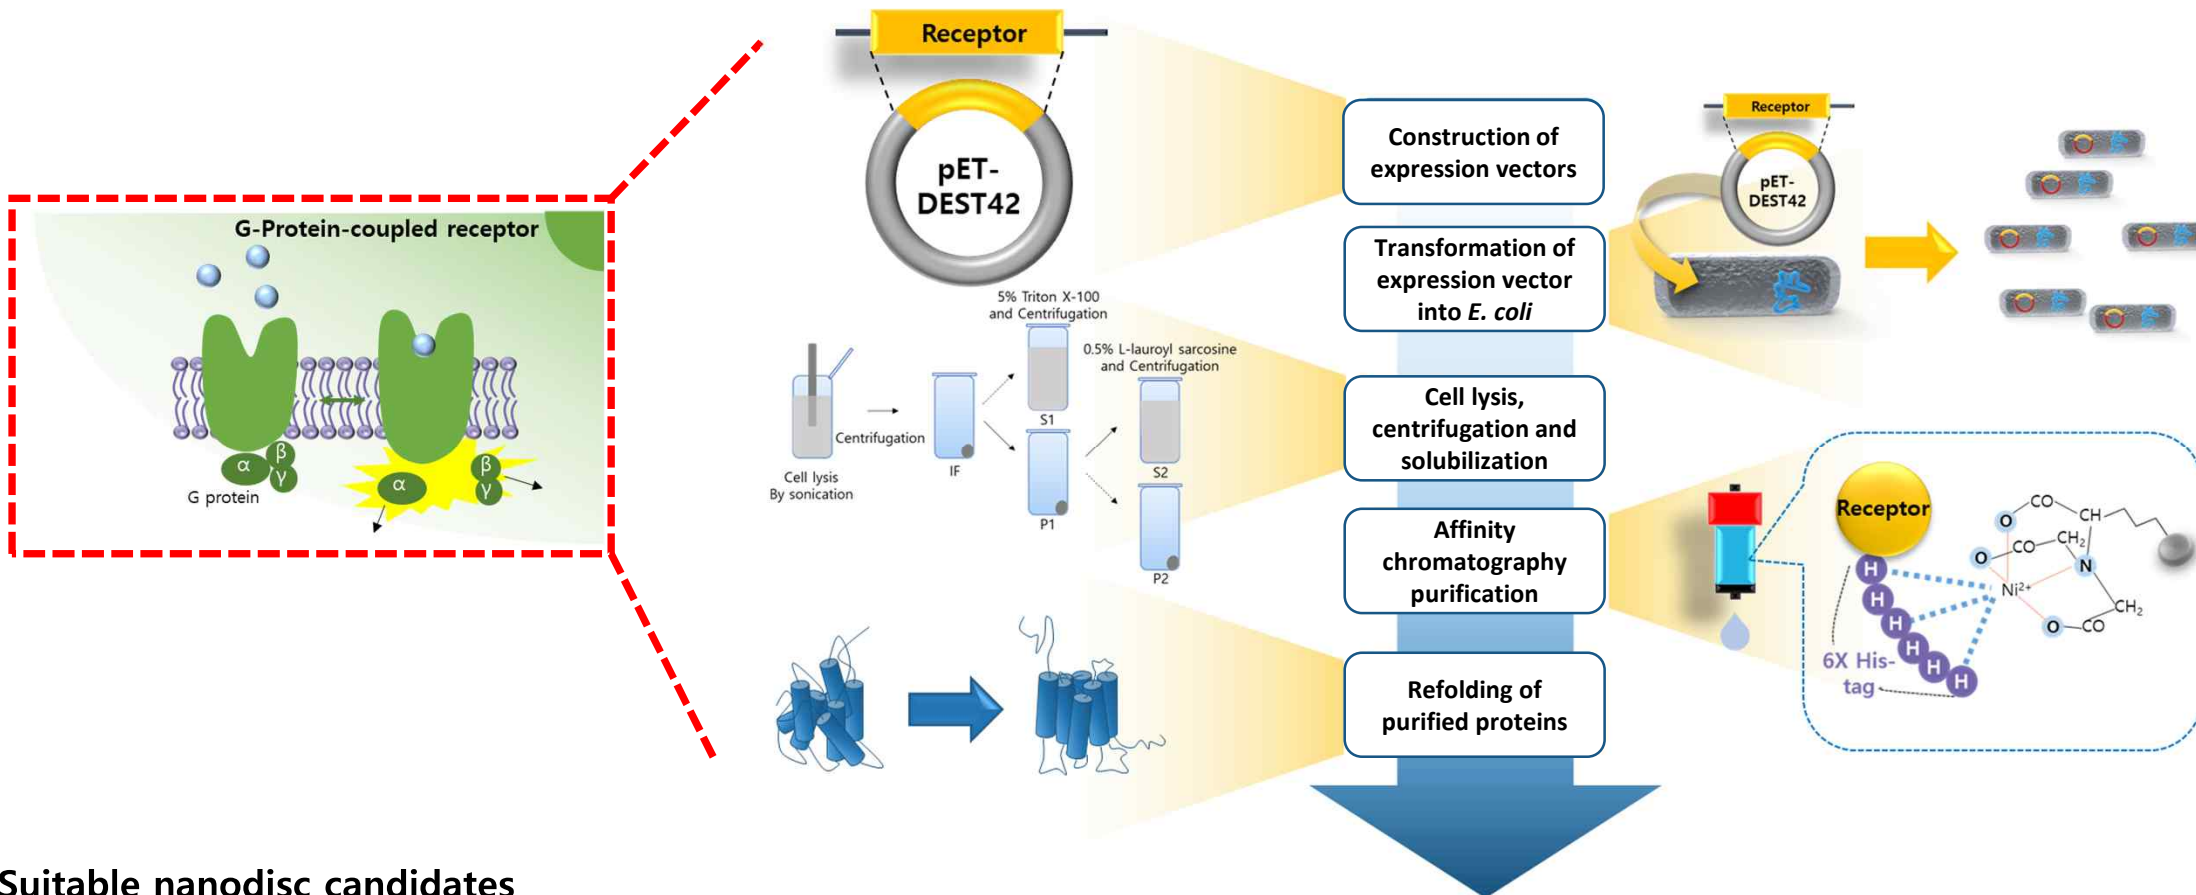 Receptor
pET-
DEST42
Construction of
expression vectors
Receptor
pET-
DEST42
G-Protein-coupled receptor
α
β
γ
G protein
α
β
γ
Transformation of
expression vector
into E. coli
5% Triton X-100
and Centrifugation
0.5% L-lauroyl sarcosine
and Centrifugation
Centrifugation
Cell lysis
By sonication
IF
S1
P1
S2
P2
Cell lysis,
centrifugation and
solubilization
Affinity
chromatography
purification
Receptor
H
H
H
H
H
H
6X His-
tag
Ni²⁺
O
CO
CH
O
CO
CH₂
N
CH₂
O
CO
Refolding of
purified proteins
Suitable nanodisc candidates